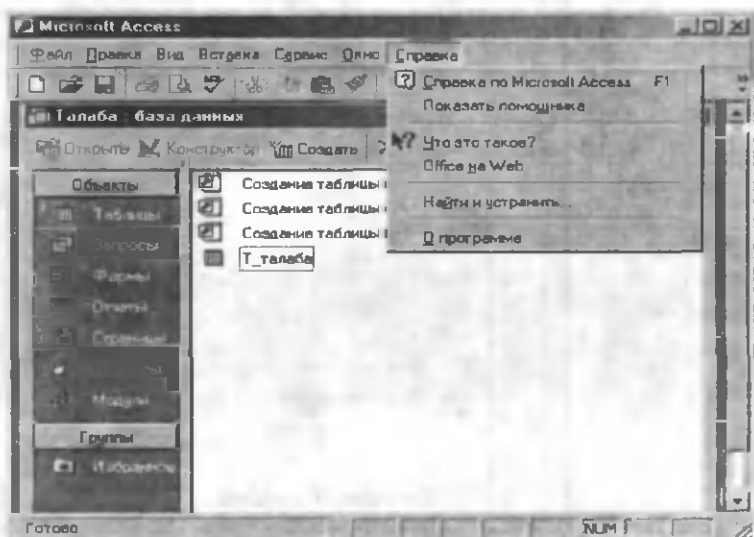 Microsoft Access
Файл Правка Вид Вставка Сервис Окно Справка
Справка по Microsoft Access F1
Показать помощника
Что это такое?
Office на Web
Найти и устранить...
О программе
Талаба : база данных
Открыть Конструктор Создать
Объекты
Таблицы
Запросы
Формы
Отчеты
Страницы
Модули
Группы
Избранное
Создание таблицы
Создание таблицы
Создание таблицы
Т_талаба
Готово
NUM